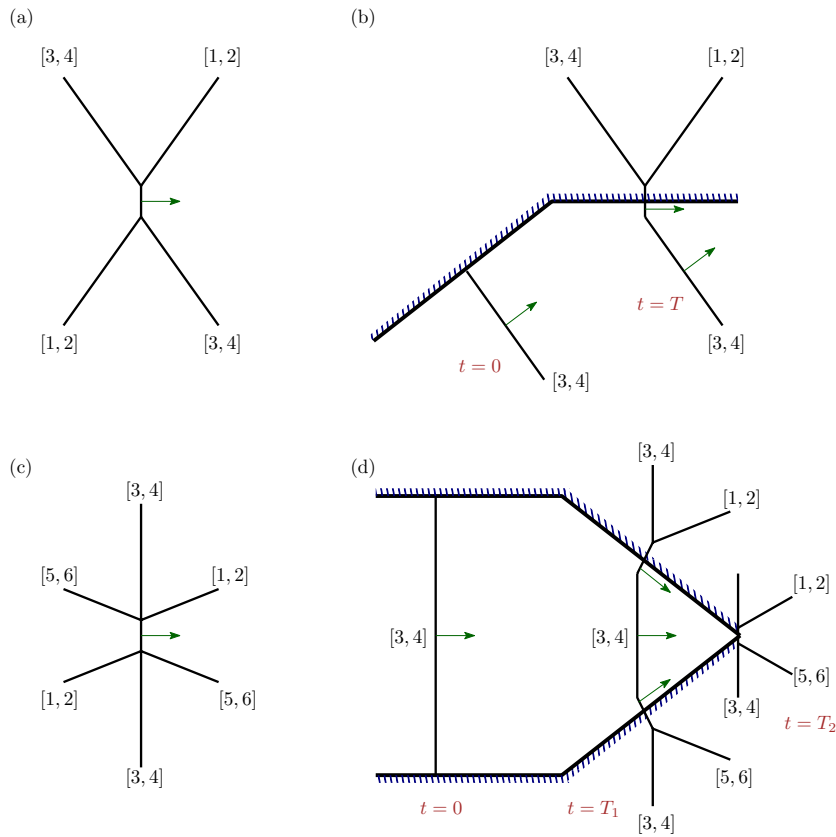 (a)
[3, 4]
[1, 2]
[1, 2]
[3, 4]
(b)
[3, 4]
[1, 2]
t = T
t = 0
[3, 4]
[3, 4]
(c)
[3, 4]
[5, 6]
[1, 2]
[1, 2]
[5, 6]
[3, 4]
(d)
[3, 4]
[1, 2]
[1, 2]
[3, 4]
[3, 4]
[5, 6]
[3, 4]
t = T₂
[5, 6]
t = 0
t = T₁
[3, 4]